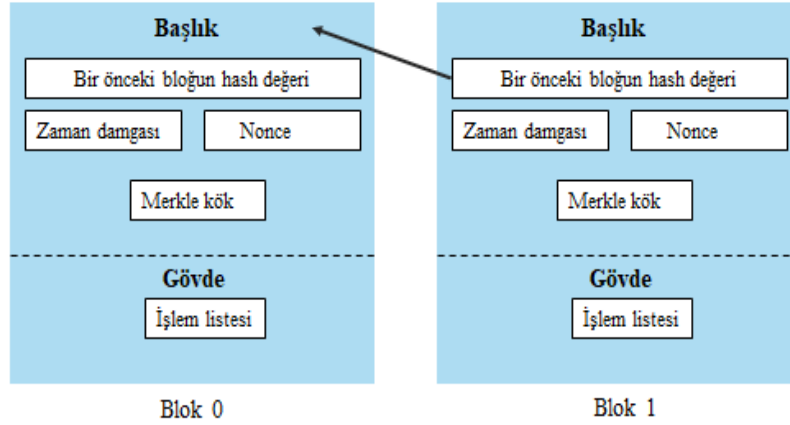 Başlık
Bir önceki bloğun hash değeri
Zaman damgası
Nonce
Merkle kök
Gövde
İşlem listesi
Blok 0
Başlık
Bir önceki bloğun hash değeri
Zaman damgası
Nonce
Merkle kök
Gövde
İşlem listesi
Blok 1